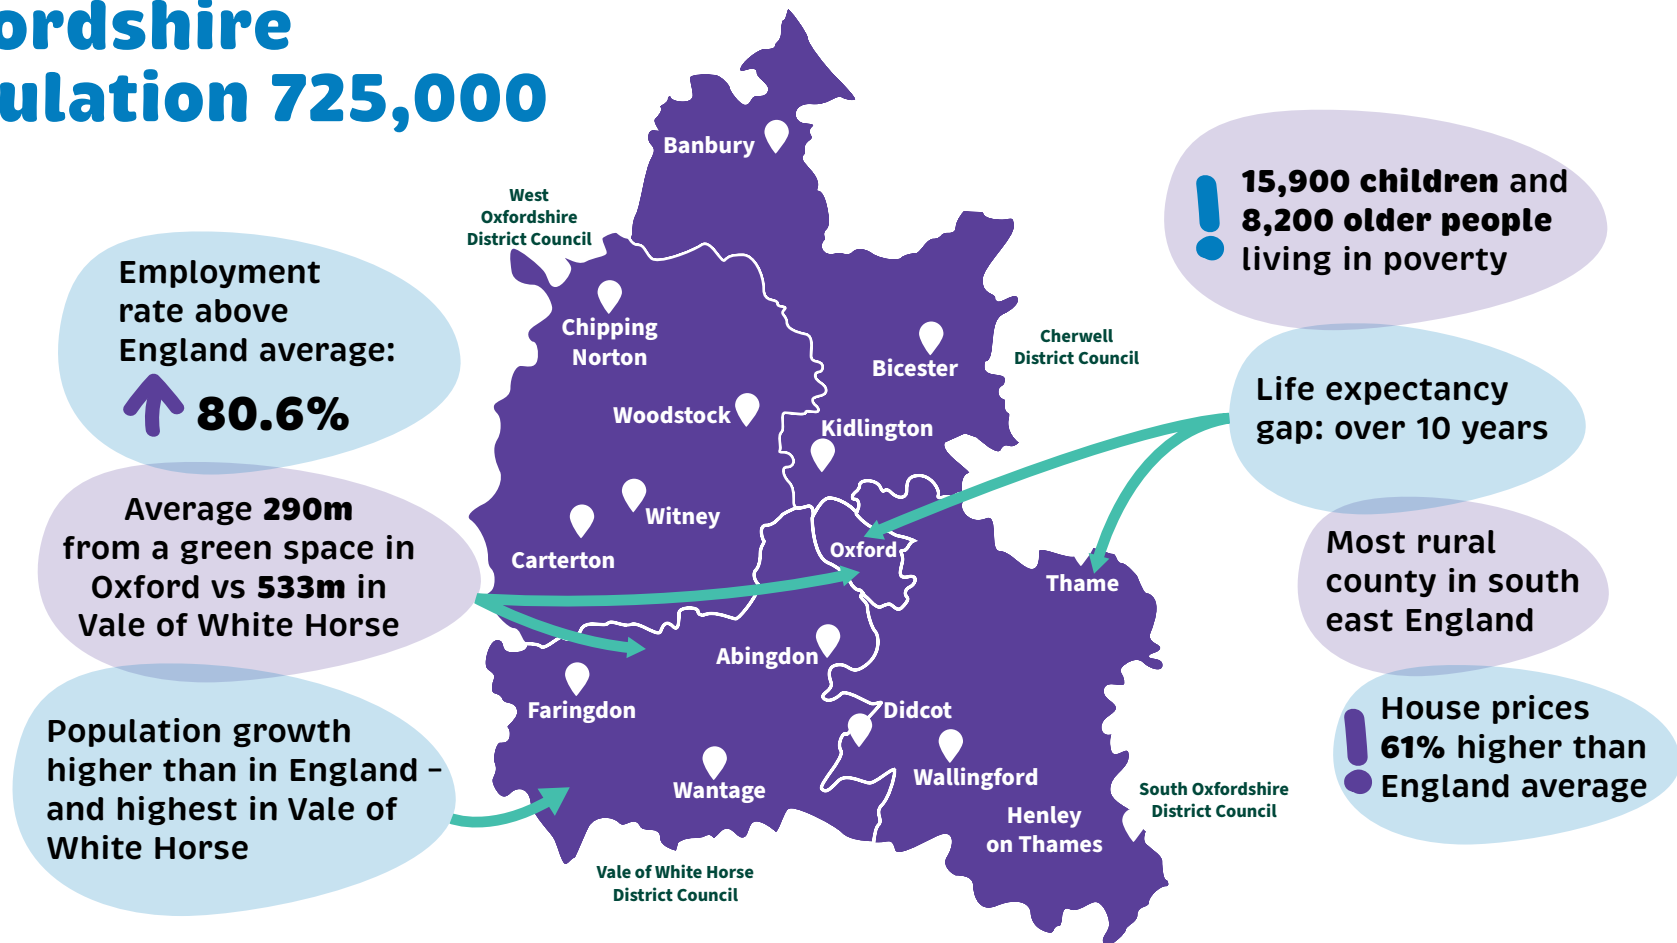 ordshire
ulation 725,000
Banbury
West
Oxfordshire
District Council
15,900 children and
8,200 older people
living in poverty
Employment
rate above
England average:
80.6%
Chipping
Norton
Cherwell
District Council
Bicester
Woodstock
Kidlington
Life expectancy
gap: over 10 years
Average 290m
from a green space in
Oxford vs 533m in
Vale of White Horse
Witney
Carterton
Oxford
Thame
Most rural
county in south
east England
Abingdon
Faringdon
Didcot
Wantage
Wallingford
Henley
on Thames
Population growth
higher than in England –
and highest in Vale of
White Horse
House prices
61% higher than
England average
South Oxfordshire
District Council
Vale of White Horse
District Council